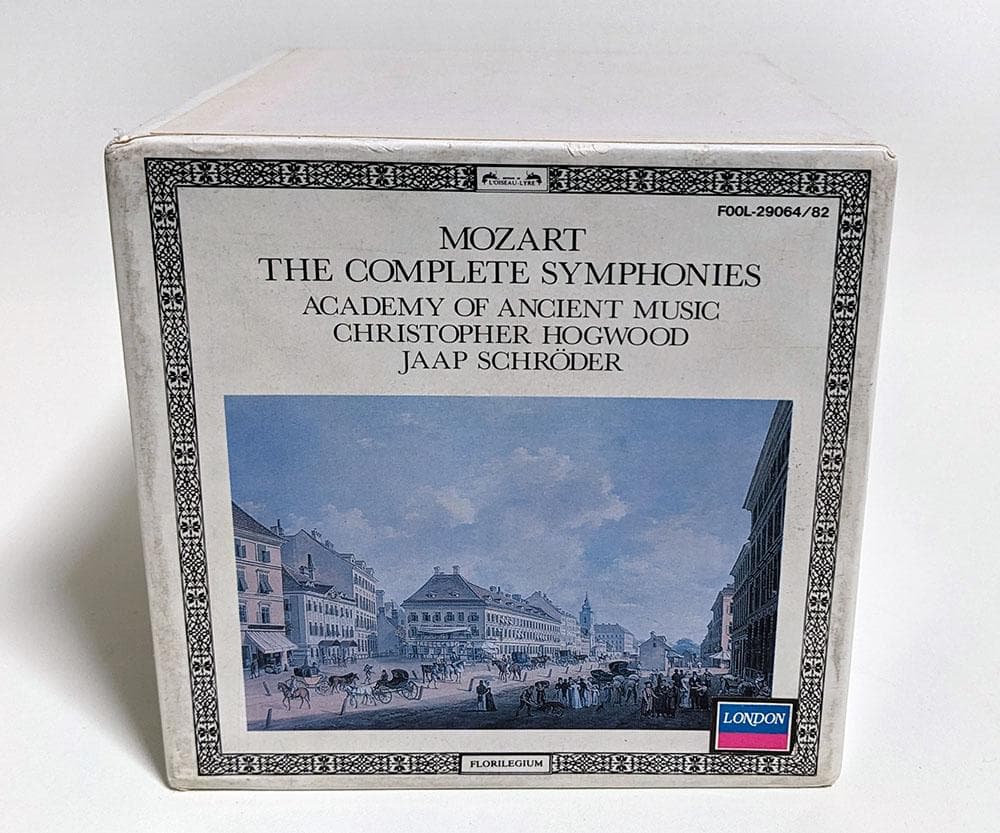 L'OISEAU-LYRE
F00L-29064/82
MOZART
THE COMPLETE SYMPHONIES
ACADEMY OF ANCIENT MUSIC
CHRISTOPHER HOGWOOD
JAAP SCHRÖDER
LONDON
FLORILEGIUM